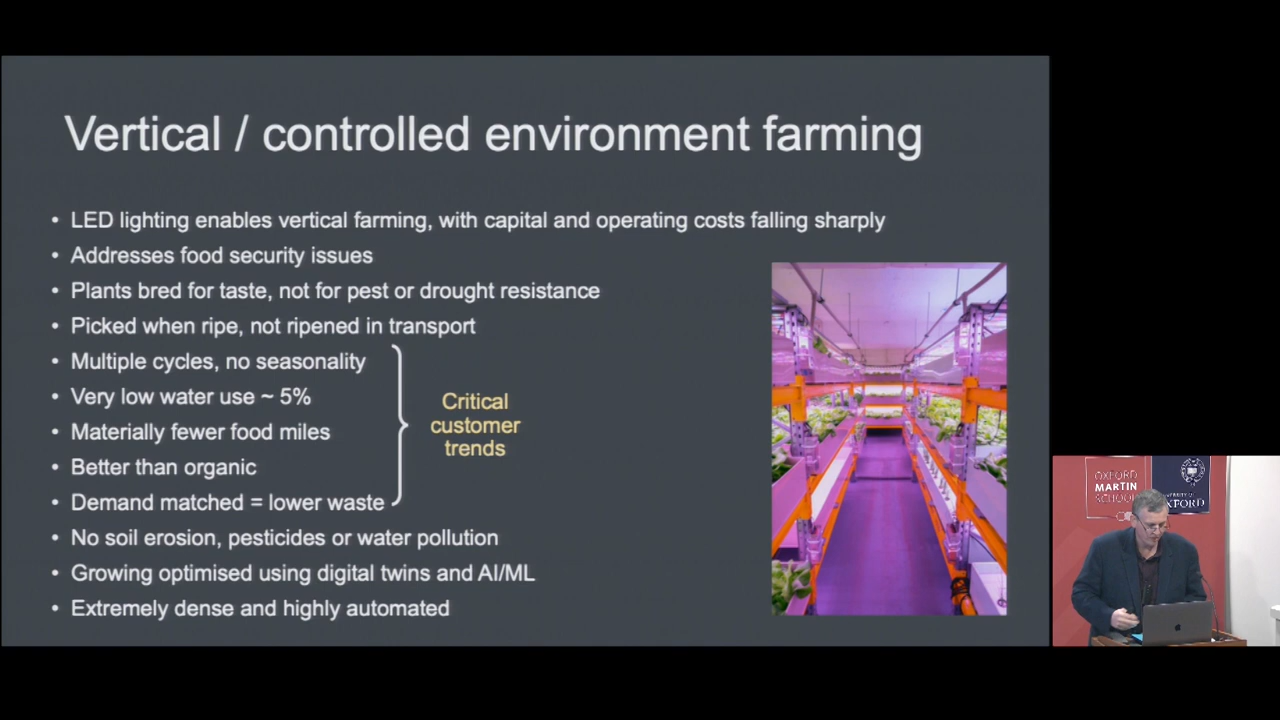 Vertical / controlled environment farming
• LED lighting enables vertical farming, with capital and operating costs falling sharply
• Addresses food security issues
• Plants bred for taste, not for pest or drought resistance
• Picked when ripe, not ripened in transport
• Multiple cycles, no seasonality
• Very low water use ~ 5%
• Materially fewer food miles
• Better than organic
• Demand matched = lower waste
Critical
customer
trends
• No soil erosion, pesticides or water pollution
• Growing optimised using digital twins and AI/ML
• Extremely dense and highly automated
OXFORD
MARTIN
SCHOOL
UNIVERSITY OF
OXFORD